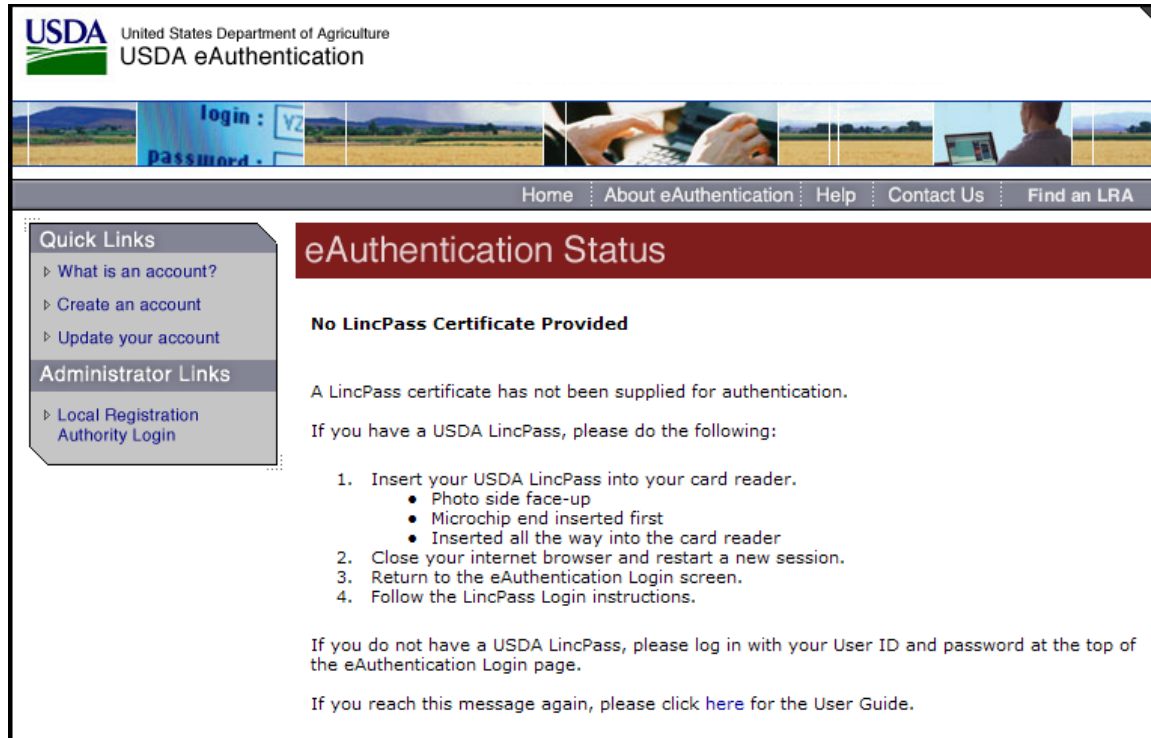 USDA
United States Department of Agriculture
USDA eAuthentication
login :
password :
Home
About eAuthentication
Help
Contact Us
Find an LRA
Quick Links
What is an account?
Create an account
Update your account
Administrator Links
Local Registration
Authority Login
eAuthentication Status
No LincPass Certificate Provided
A LincPass certificate has not been supplied for authentication.
If you have a USDA LincPass, please do the following:
1. Insert your USDA LincPass into your card reader.
● Photo side face-up
● Microchip end inserted first
● Inserted all the way into the card reader
2. Close your internet browser and restart a new session.
3. Return to the eAuthentication Login screen.
4. Follow the LincPass Login instructions.
If you do not have a USDA LincPass, please log in with your User ID and password at the top of
the eAuthentication Login page.
If you reach this message again, please click here for the User Guide.